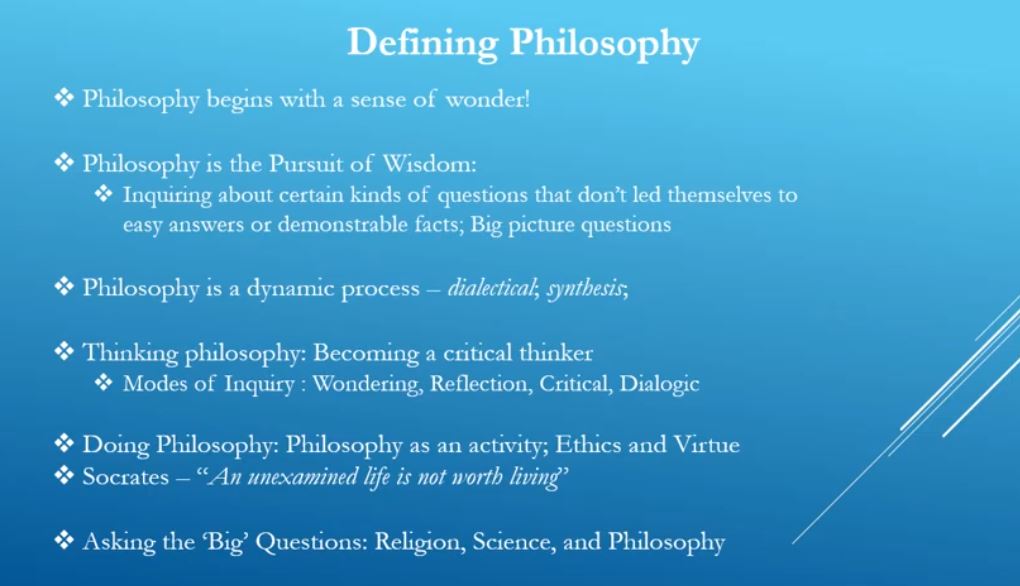 Defining Philosophy
❖ Philosophy begins with a sense of wonder!
❖ Philosophy is the Pursuit of Wisdom:
❖ Inquiring about certain kinds of questions that don’t led themselves to
easy answers or demonstrable facts; Big picture questions
❖ Philosophy is a dynamic process – dialectical; synthesis;
❖ Thinking philosophy: Becoming a critical thinker
❖ Modes of Inquiry : Wondering, Reflection, Critical, Dialogic
❖ Doing Philosophy: Philosophy as an activity; Ethics and Virtue
❖ Socrates – “An unexamined life is not worth living”
❖ Asking the ‘Big’ Questions: Religion, Science, and Philosophy